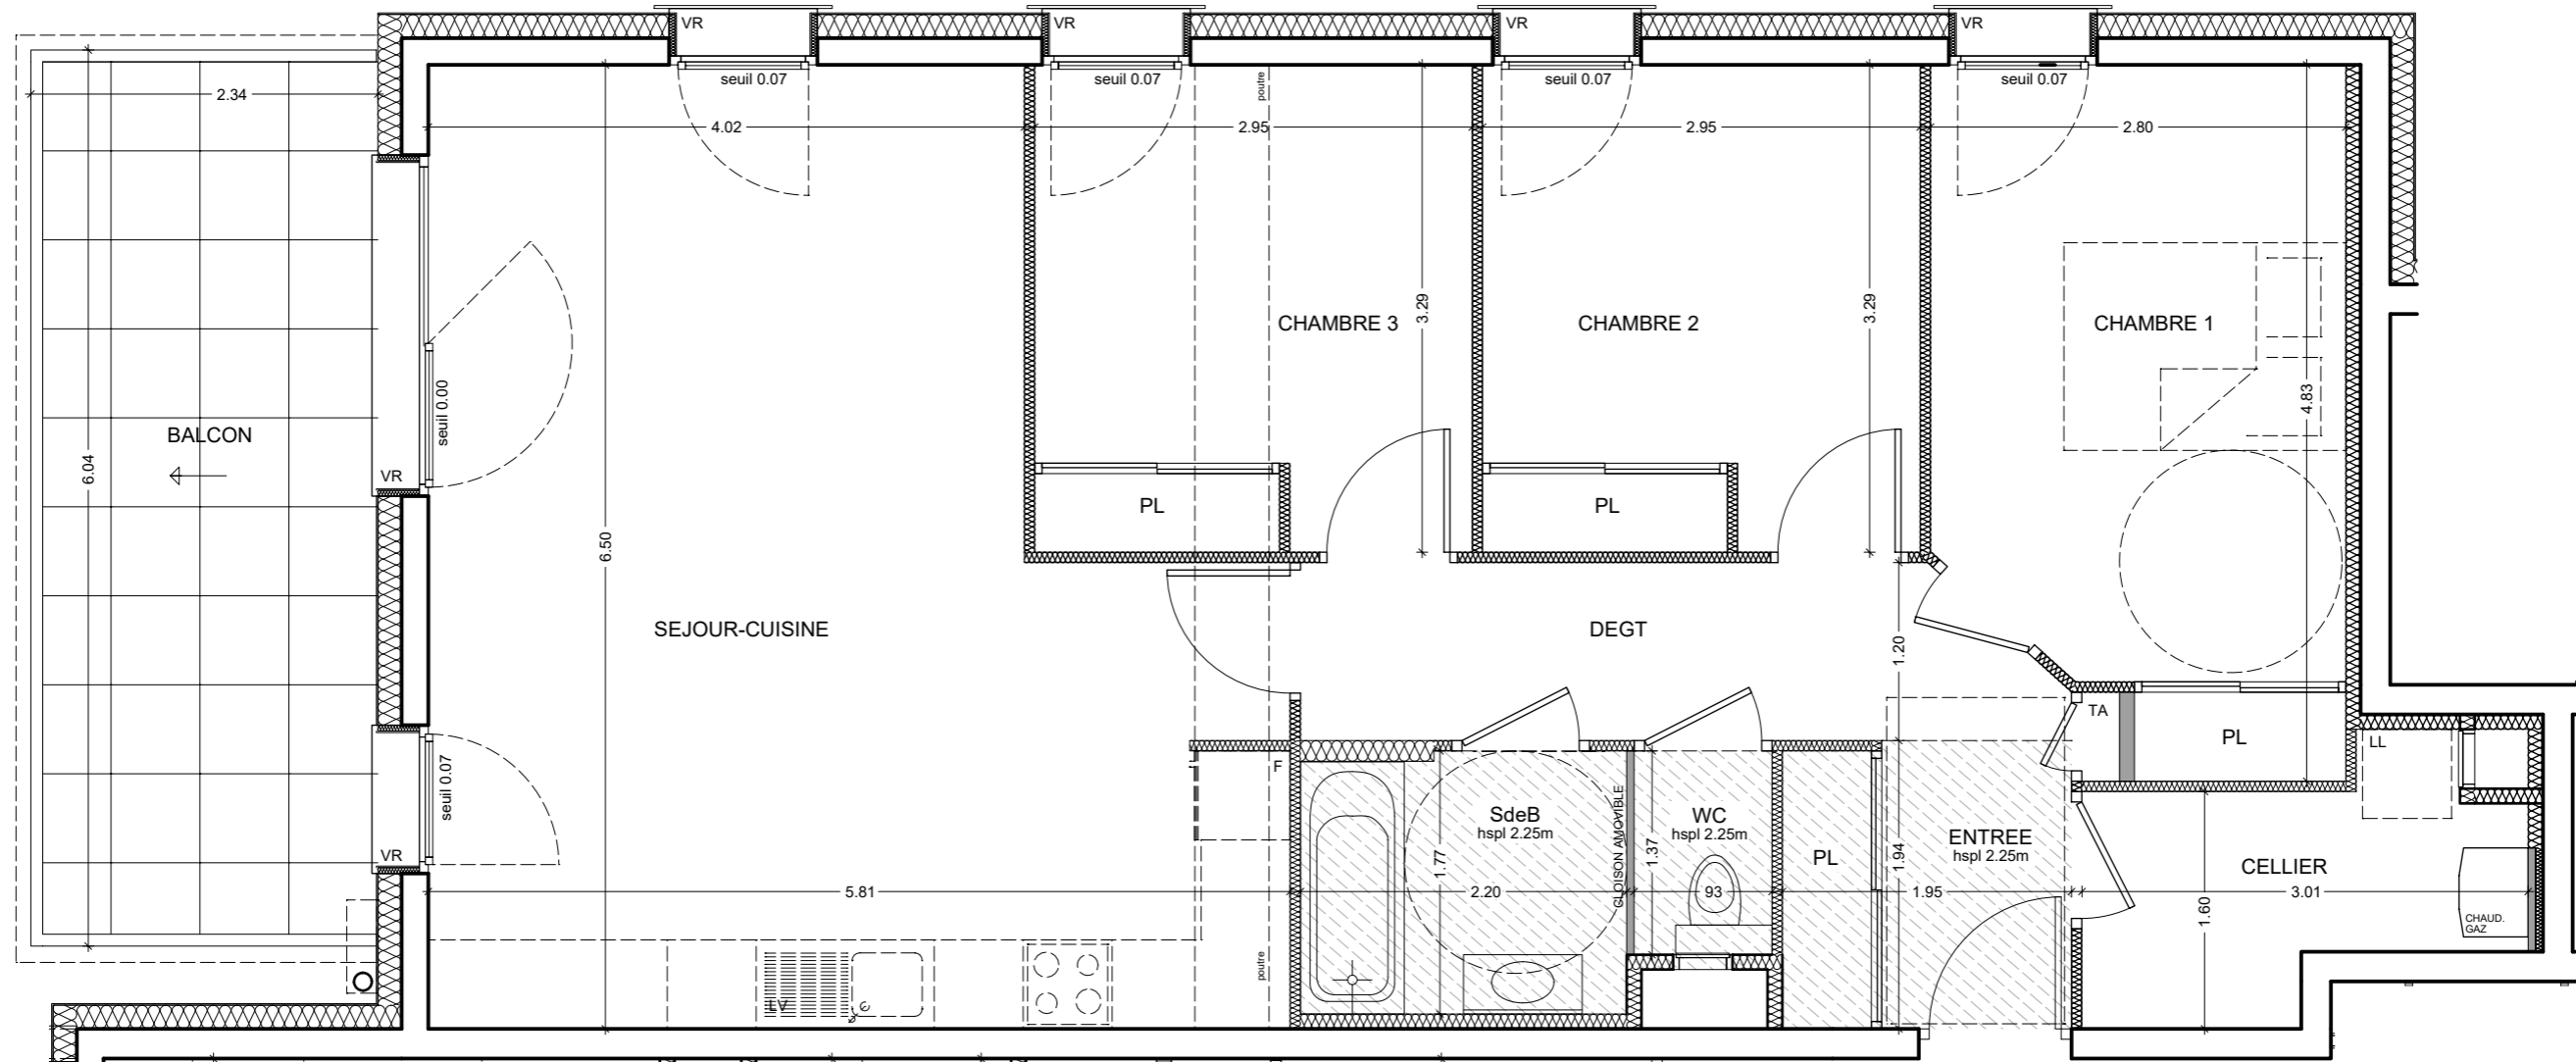 VR
VR
VR
VR
seuil 0.07
seuil 0.07
seuil 0.07
seuil 0.07
poutre
2.34
4.02
2.95
2.95
2.80
CHAMBRE 3
3.29
CHAMBRE 2
3.29
CHAMBRE 1
4.83
seuil 0.00
BALCON
6.04
VR
6.50
PL
PL
SEJOUR-CUISINE
DEGT
1.20
TA
PL
LL
seuil 0.07
VR
F
SdeB
hspl 2.25m
CLOISON AMOVIBLE
WC
hspl 2.25m
1.77
1.37
PL
1.94
ENTREE
hspl 2.25m
CELLIER
5.81
2.20
93
1.95
3.01
1.60
CHAUD.
GAZ
poutre
LV